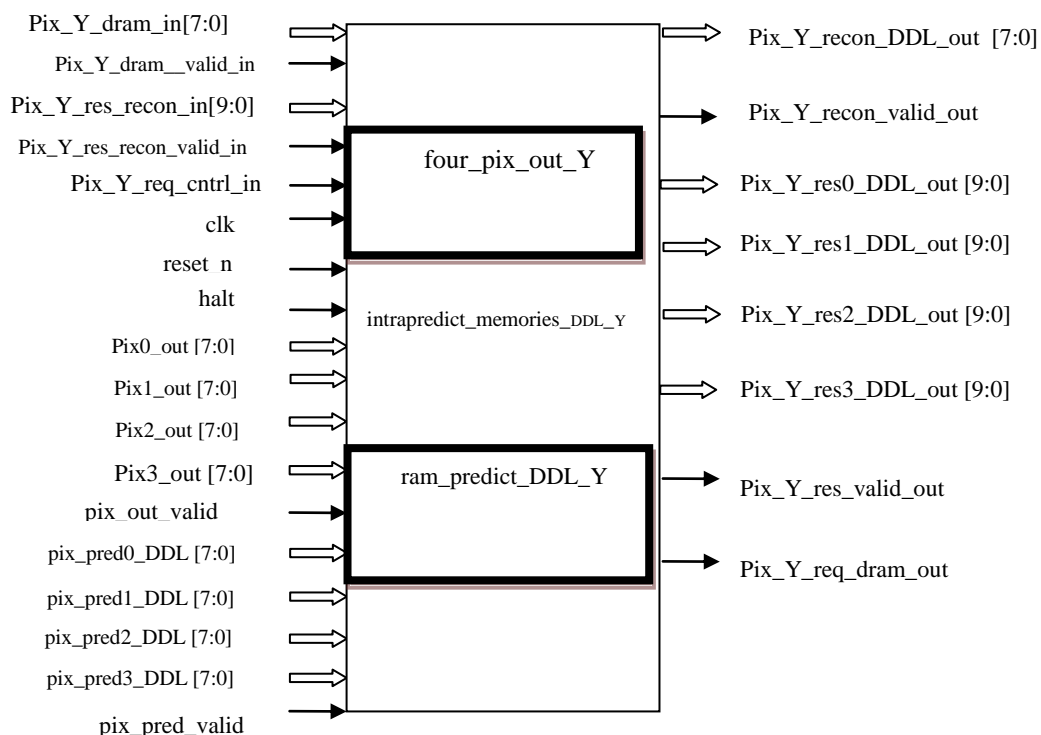 Pix_Y_dram_in[7:0]
Pix_Y_dram__valid_in
Pix_Y_res_recon_in[9:0]
Pix_Y_res_recon_valid_in
Pix_Y_req_cntrl_in
clk
reset_n
halt
Pix0_out [7:0]
Pix1_out [7:0]
Pix2_out [7:0]
Pix3_out [7:0]
pix_out_valid
pix_pred0_DDL [7:0]
pix_pred1_DDL [7:0]
pix_pred2_DDL [7:0]
pix_pred3_DDL [7:0]
pix_pred_valid
four_pix_out_Y
intrapredict_memories_DDL_Y
ram_predict_DDL_Y
Pix_Y_recon_DDL_out [7:0]
Pix_Y_recon_valid_out
Pix_Y_res0_DDL_out [9:0]
Pix_Y_res1_DDL_out [9:0]
Pix_Y_res2_DDL_out [9:0]
Pix_Y_res3_DDL_out [9:0]
Pix_Y_res_valid_out
Pix_Y_req_dram_out